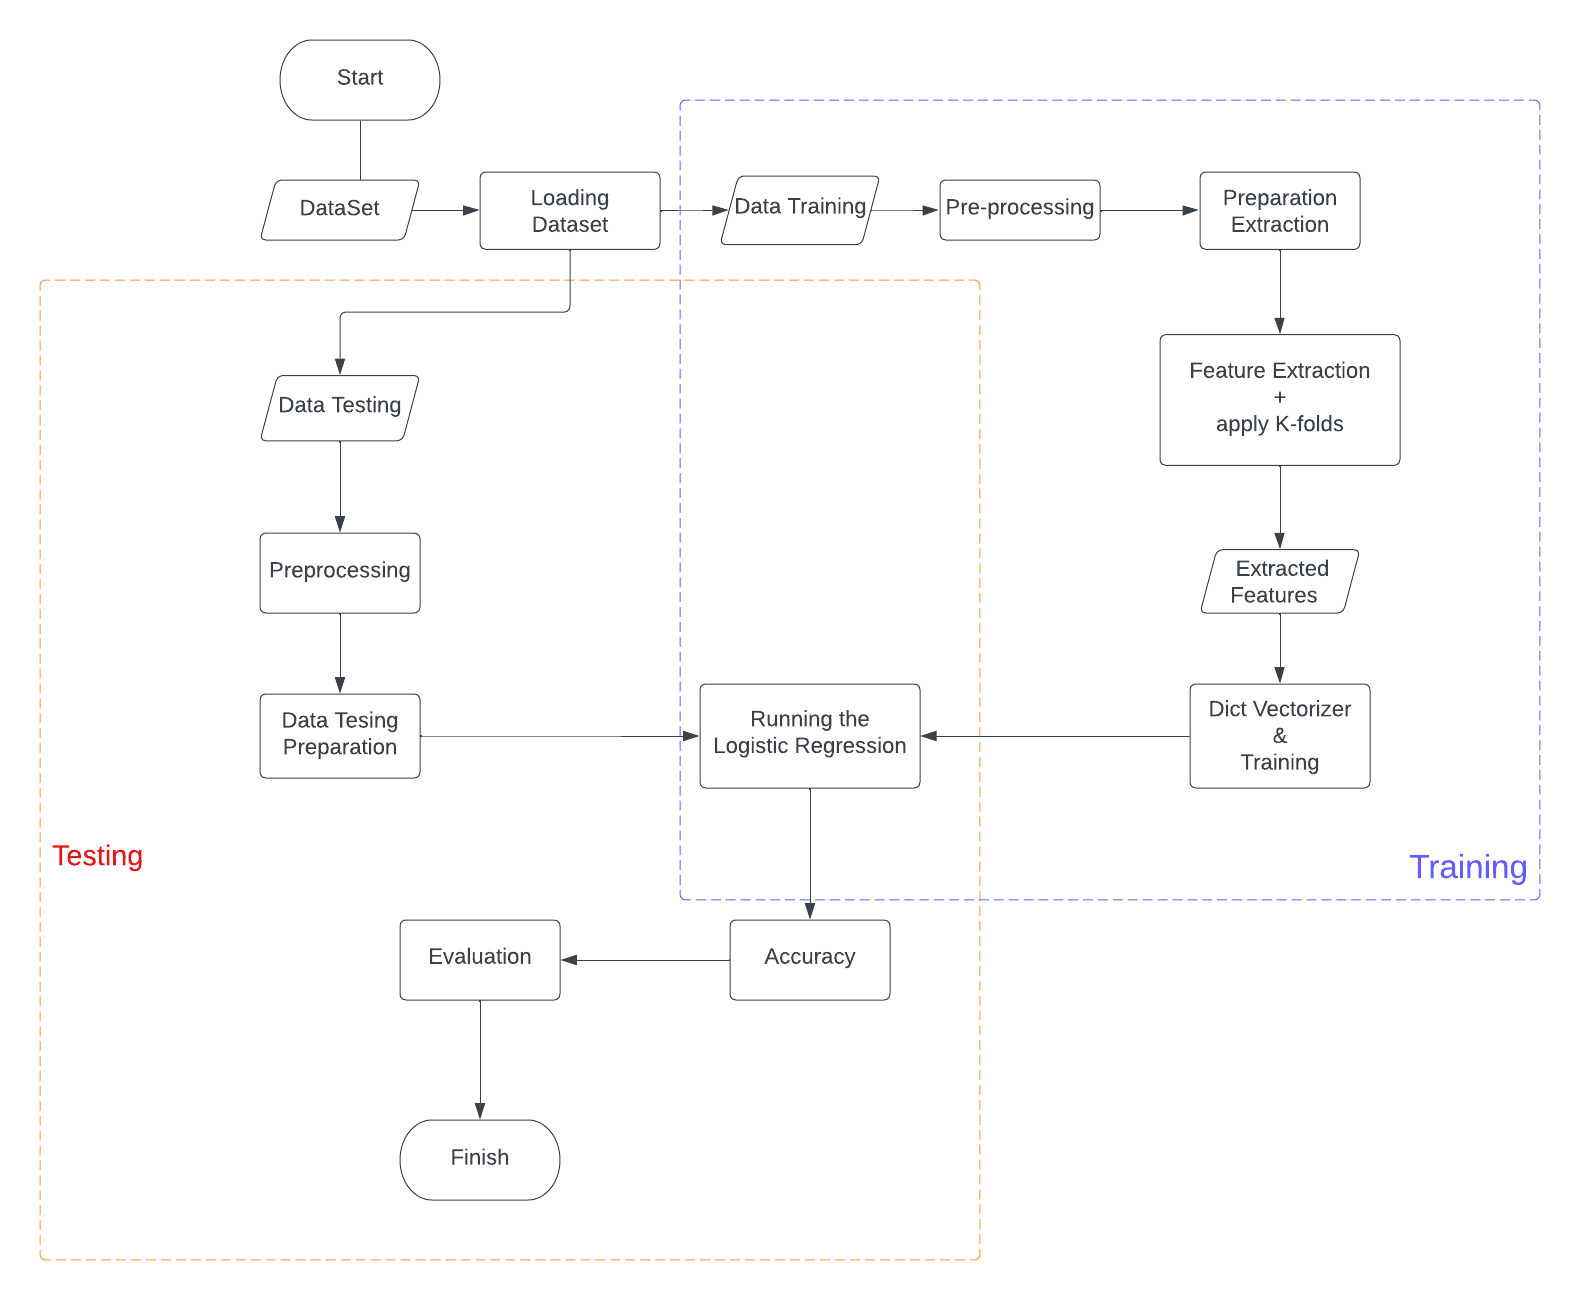 Start
DataSet
Loading
Dataset
Data Training
Pre-processing
Preparation
Extraction
Feature Extraction
+
apply K-folds
Extracted
Features
Dict Vectorizer
&
Training
Data Testing
Preprocessing
Data Tesing
Preparation
Running the
Logistic Regression
Testing
Training
Accuracy
Evaluation
Finish